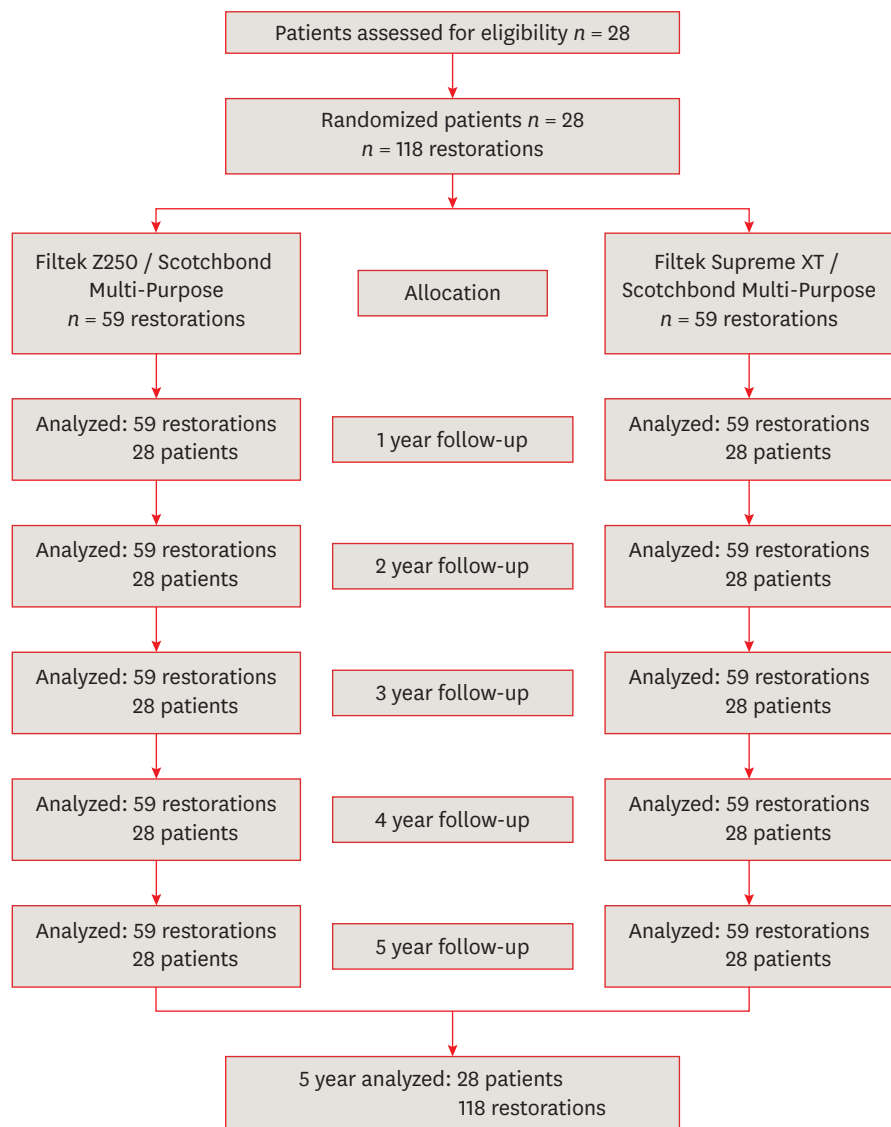 Patients assessed for eligibility n = 28
Randomized patients n = 28
n = 118 restorations
Filtek Z250 / Scotchbond
Multi-Purpose
n = 59 restorations
Allocation
Filtek Supreme XT /
Scotchbond Multi-Purpose
n = 59 restorations
Analyzed: 59 restorations
28 patients
1 year follow-up
Analyzed: 59 restorations
28 patients
Analyzed: 59 restorations
28 patients
2 year follow-up
Analyzed: 59 restorations
28 patients
Analyzed: 59 restorations
28 patients
3 year follow-up
Analyzed: 59 restorations
28 patients
Analyzed: 59 restorations
28 patients
4 year follow-up
Analyzed: 59 restorations
28 patients
Analyzed: 59 restorations
28 patients
5 year follow-up
Analyzed: 59 restorations
28 patients
5 year analyzed: 28 patients
118 restorations